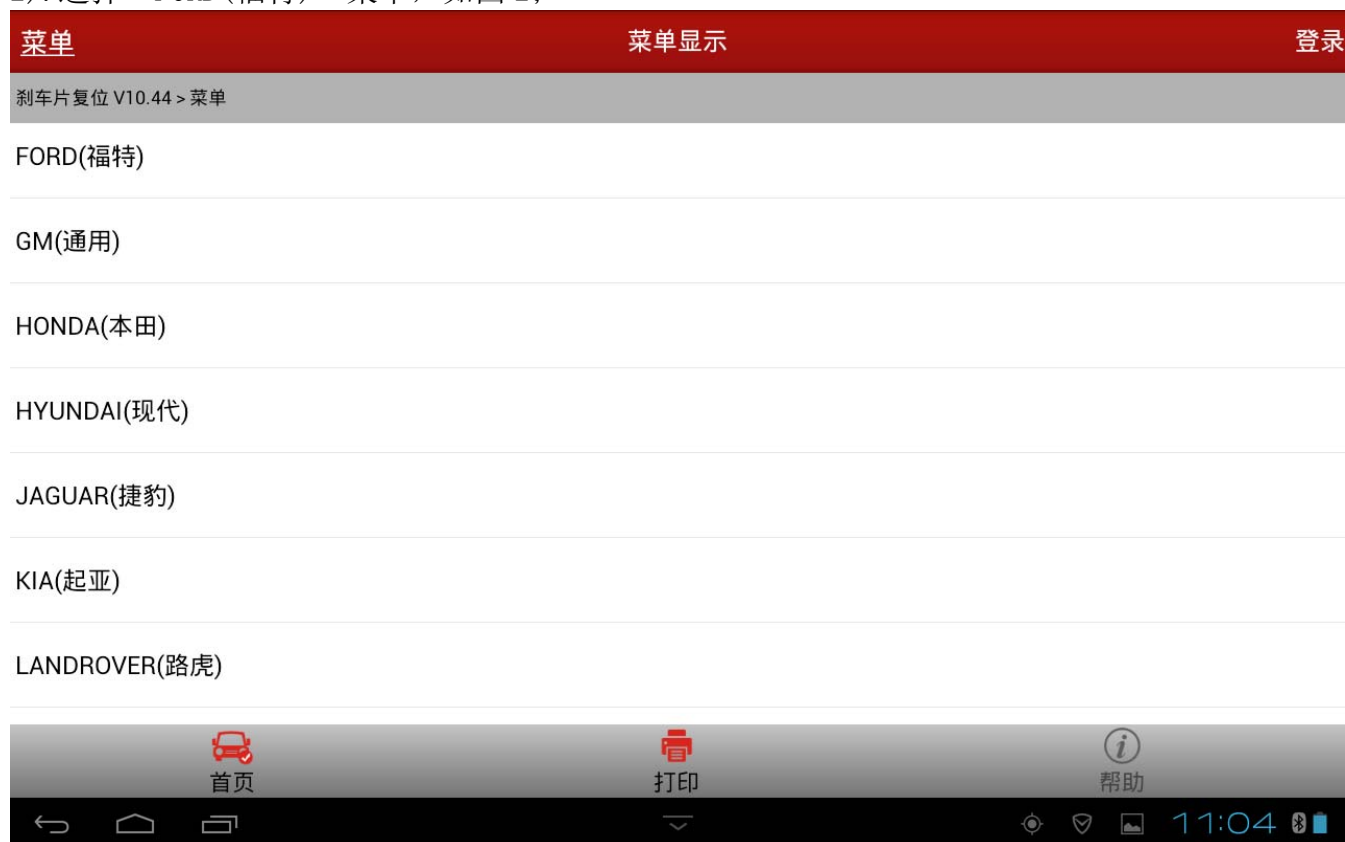 菜单 菜单显示 登录
刹车片复位 V10.44 > 菜单
FORD(福特)
GM(通用)
HONDA(本田)
HYUNDAI(现代)
JAGUAR(捷豹)
KIA(起亚)
LANDROVER(路虎)
首页 打印 帮助
11:04